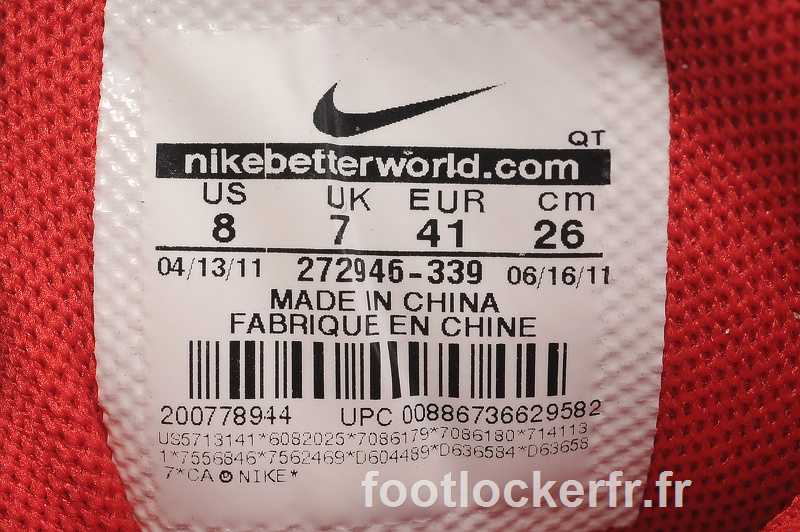 QT
nikebetterworld.com
US UK EUR cm
8 7 41 26
04/13/11 272946-339 06/16/11
MADE IN CHINA
FABRIQUE EN CHINE
200778944 UPC 00886736629582
US5713141*6082025*7086179*7086180*714113
1*7556846*7562469*D604489*D636584*D63658
7*CA NIKE*
footlockerfr.fr